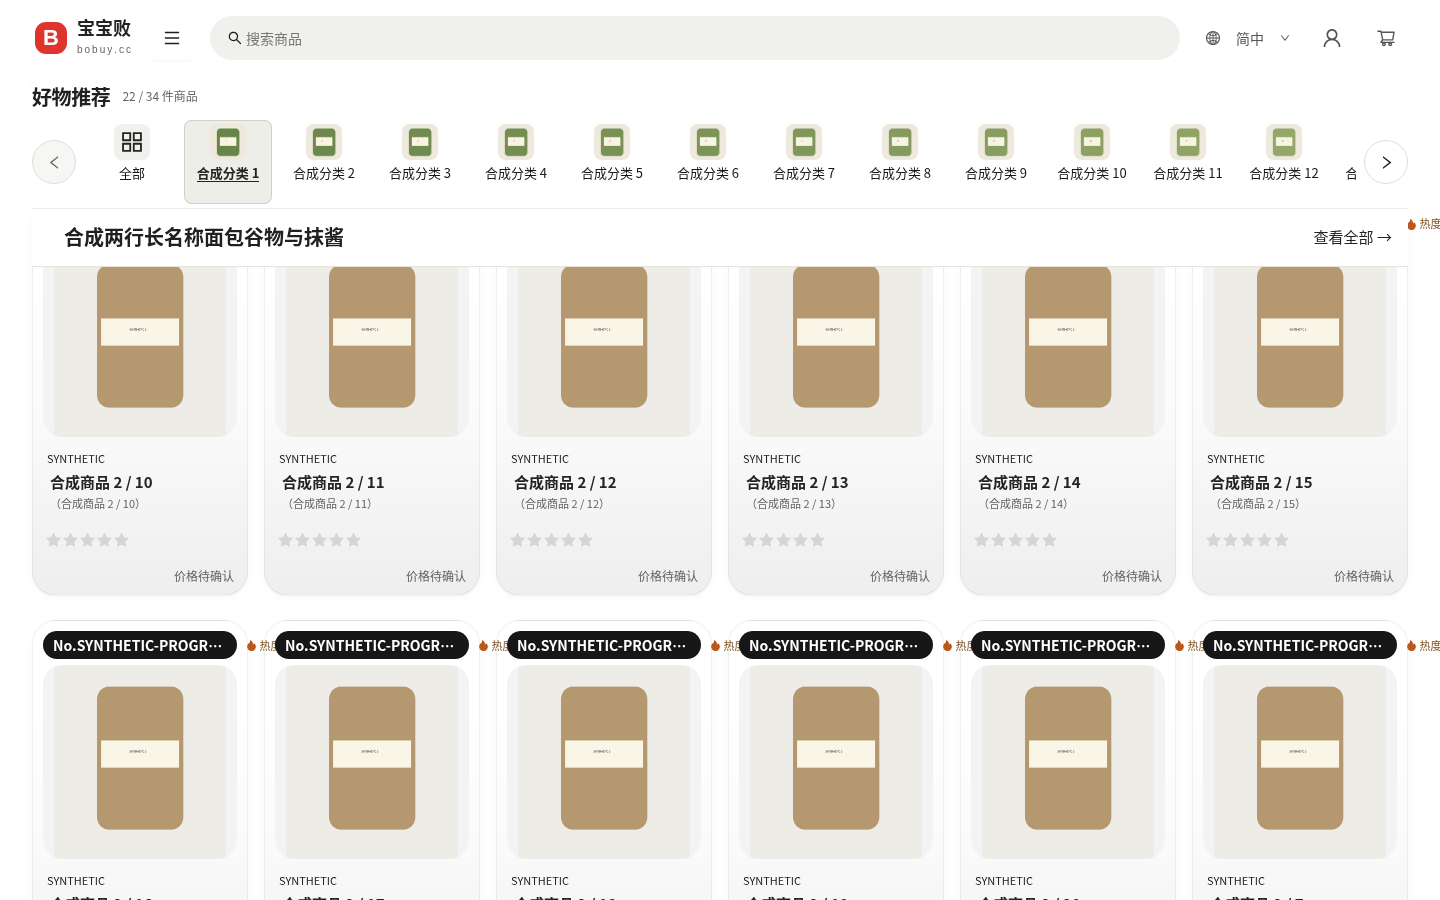 B 宝宝败
bobuy.cc
搜索商品
简中
好物推荐 22 / 34 件商品
全部
合成分类 1
合成分类 2
合成分类 3
合成分类 4
合成分类 5
合成分类 6
合成分类 7
合成分类 8
合成分类 9
合成分类 10
合成分类 11
合成分类 12
合成两行长名称面包谷物与抹酱
查看全部 →
热度
SYNTHETIC
合成商品 2 / 10
（合成商品 2 / 10）
价格待确认
SYNTHETIC
合成商品 2 / 11
（合成商品 2 / 11）
价格待确认
SYNTHETIC
合成商品 2 / 12
（合成商品 2 / 12）
价格待确认
SYNTHETIC
合成商品 2 / 13
（合成商品 2 / 13）
价格待确认
SYNTHETIC
合成商品 2 / 14
（合成商品 2 / 14）
价格待确认
SYNTHETIC
合成商品 2 / 15
（合成商品 2 / 15）
价格待确认
No.SYNTHETIC-PROGR… 热
No.SYNTHETIC-PROGR… 热
No.SYNTHETIC-PROGR… 热
No.SYNTHETIC-PROGR… 热
No.SYNTHETIC-PROGR… 热
No.SYNTHETIC-PROGR… 热度
SYNTHETIC
SYNTHETIC
SYNTHETIC
SYNTHETIC
SYNTHETIC
SYNTHETIC